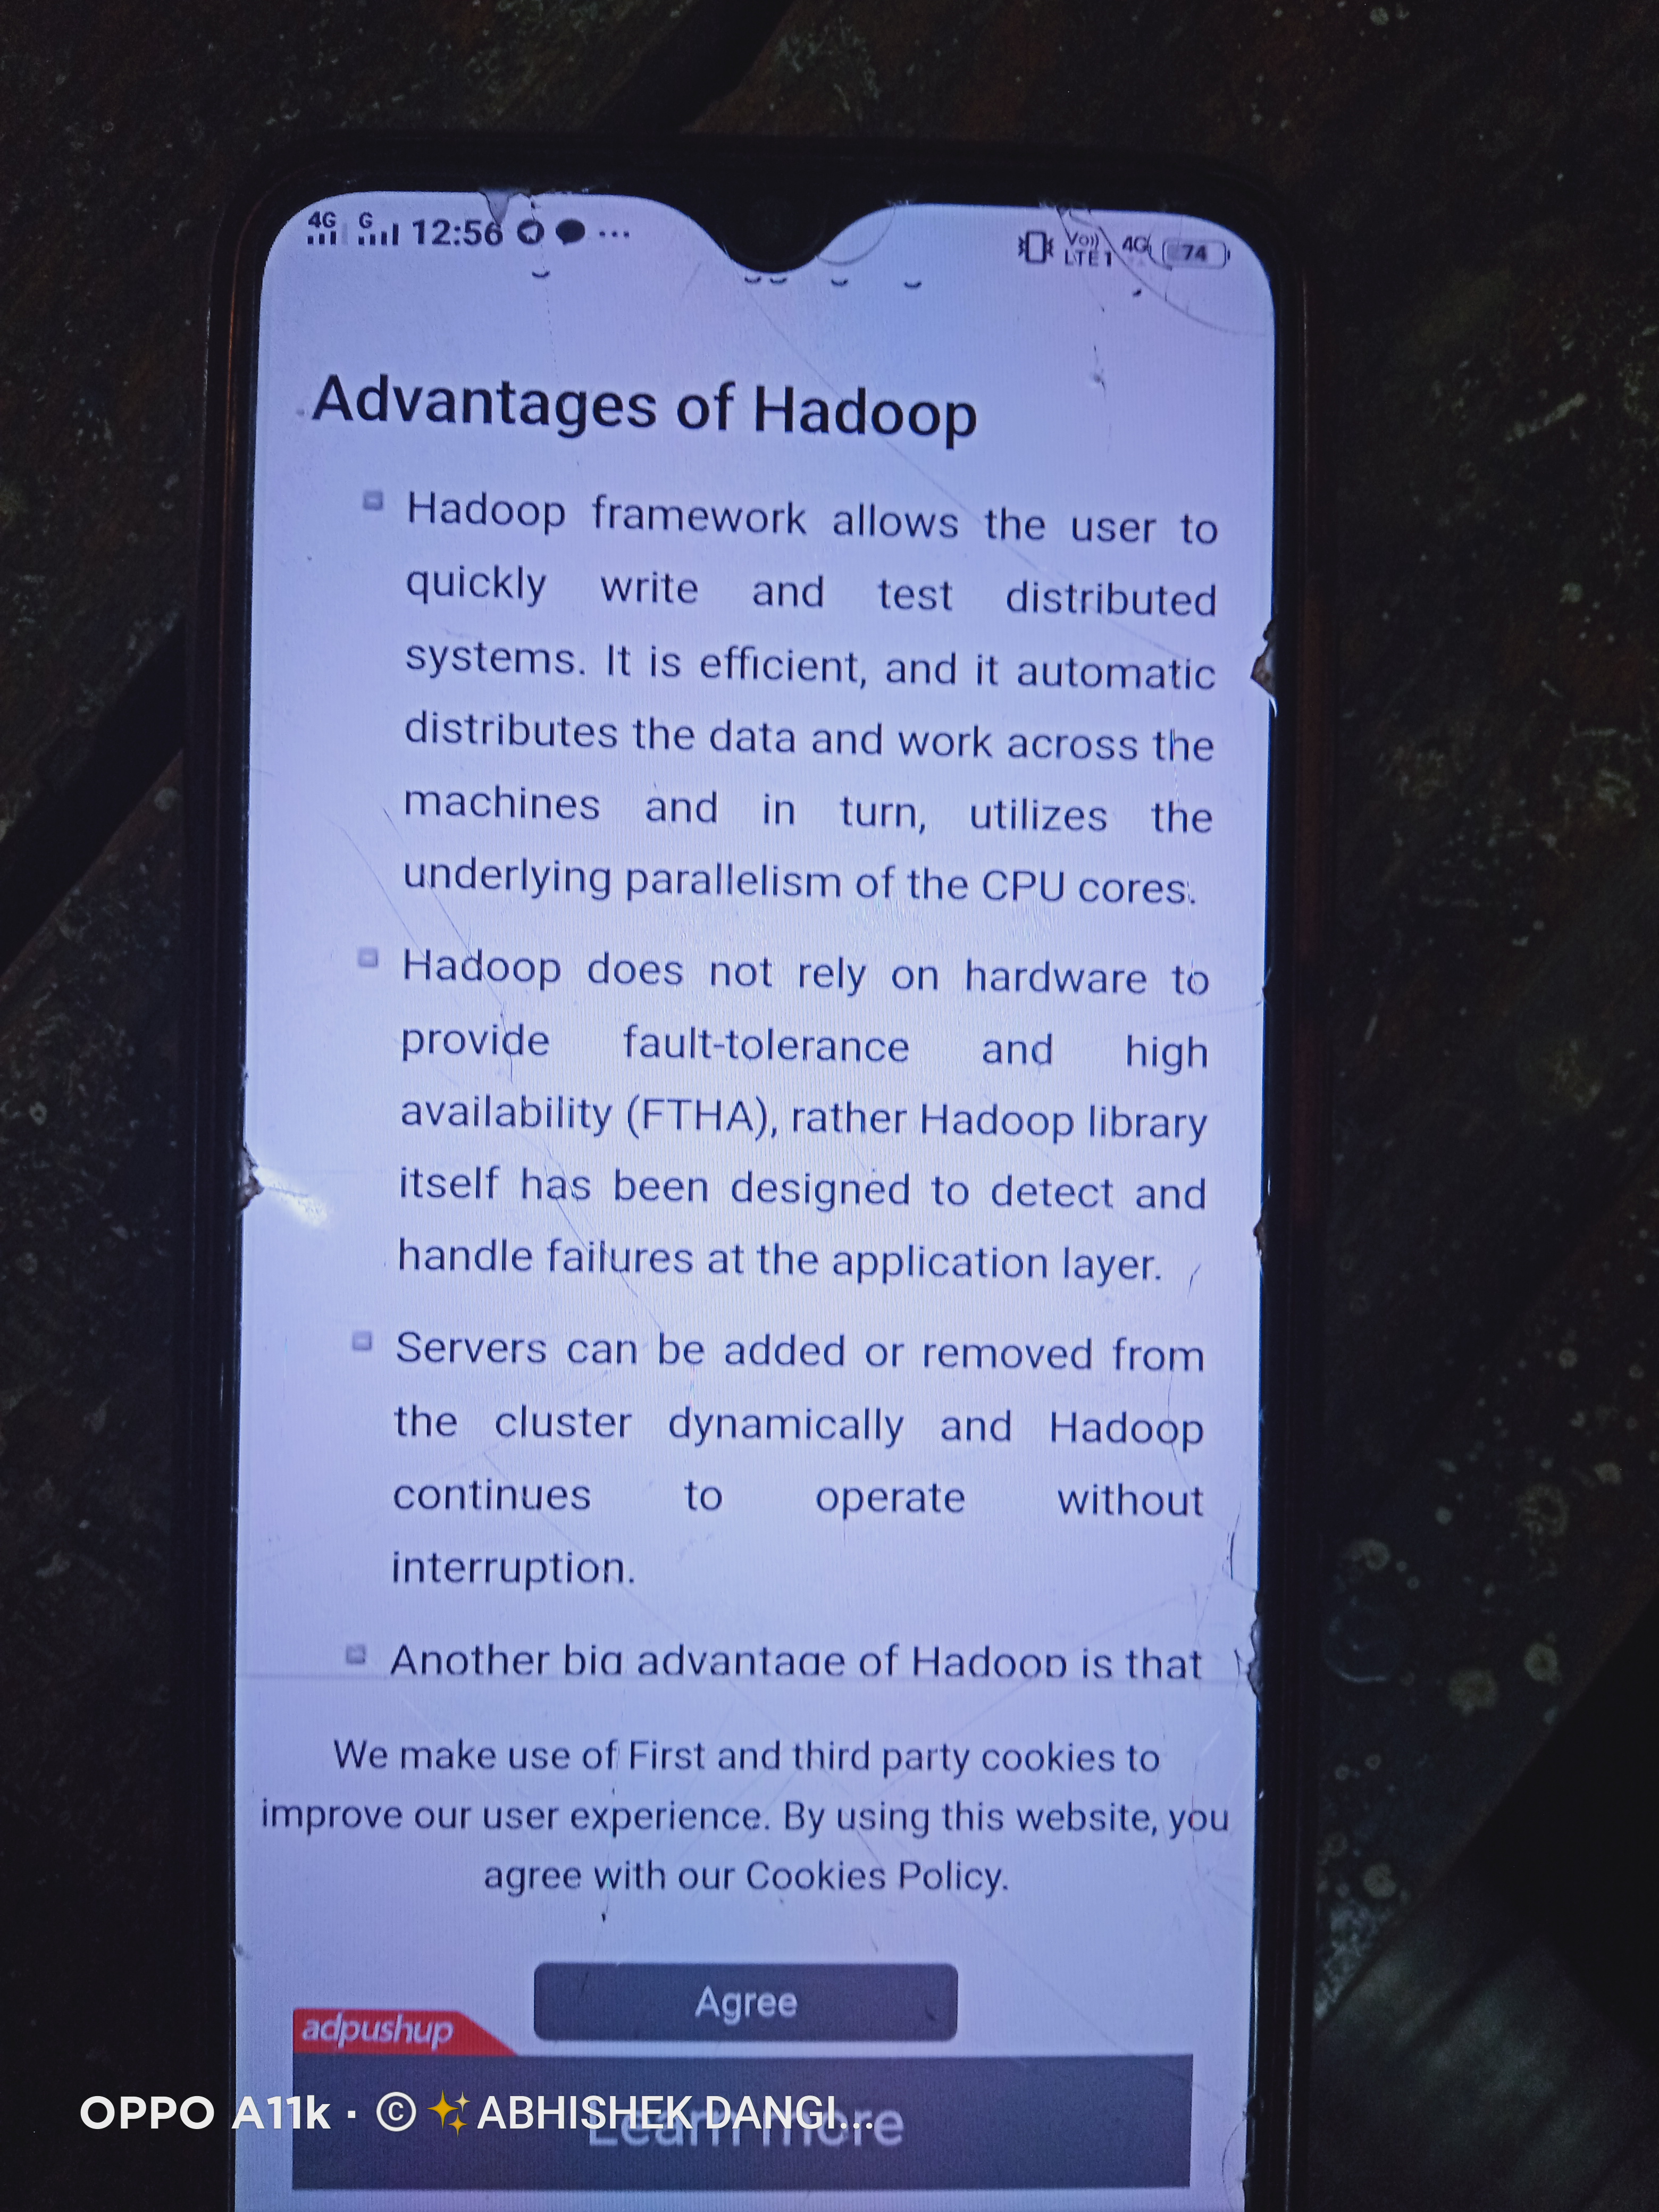 4G G 12:56 ...
Vo)) LTE 1 4G 74
Advantages of Hadoop
Hadoop framework allows the user to
quickly write and test distributed
systems. It is efficient, and it automatic
distributes the data and work across the
machines and in turn, utilizes the
underlying parallelism of the CPU cores.
Hadoop does not rely on hardware to
provide fault-tolerance and high
availability (FTHA), rather Hadoop library
itself has been designed to detect and
handle failures at the application layer.
Servers can be added or removed from
the cluster dynamically and Hadoop
continues to operate without
interruption.
Another big advantage of Hadoop is that
We make use of First and third party cookies to
improve our user experience. By using this website, you
agree with our Cookies Policy.
Agree
adpushup
Learn more
OPPO A11k · © ✨ABHISHEK DANGI...